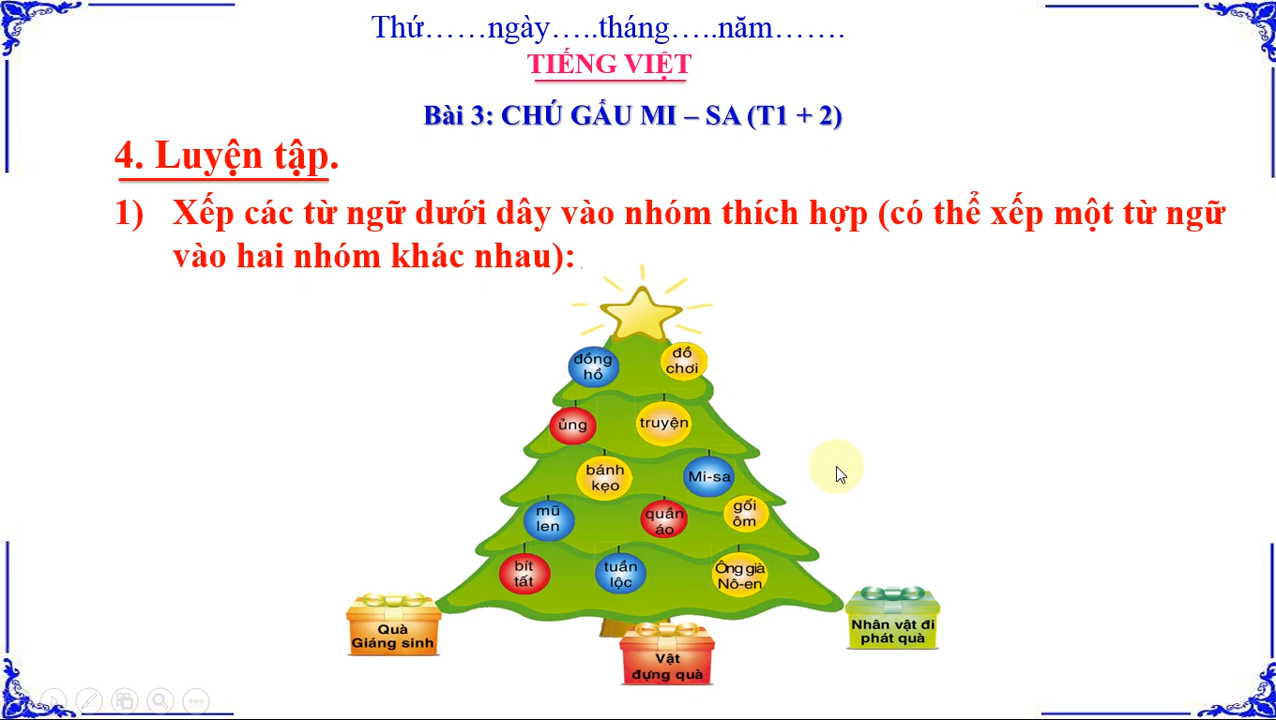 Thứ……ngày…..tháng…..năm…….
TIẾNG VIỆT
Bài 3: CHÚ GẤU MI – SA (T1 + 2)
4. Luyện tập.
1) Xếp các từ ngữ dưới dây vào nhóm thích hợp (có thể xếp một từ ngữ
vào hai nhóm khác nhau):
đồng
hồ
đồ
chơi
ủng
truyện
bánh
kẹo
Mi-sa
mũ
len
quần
áo
gối
ôm
bít
tất
tuần
lộc
Ông già
Nô-en
Quà
Giáng sinh
Vật
đựng quà
Nhân vật đi
phát quà